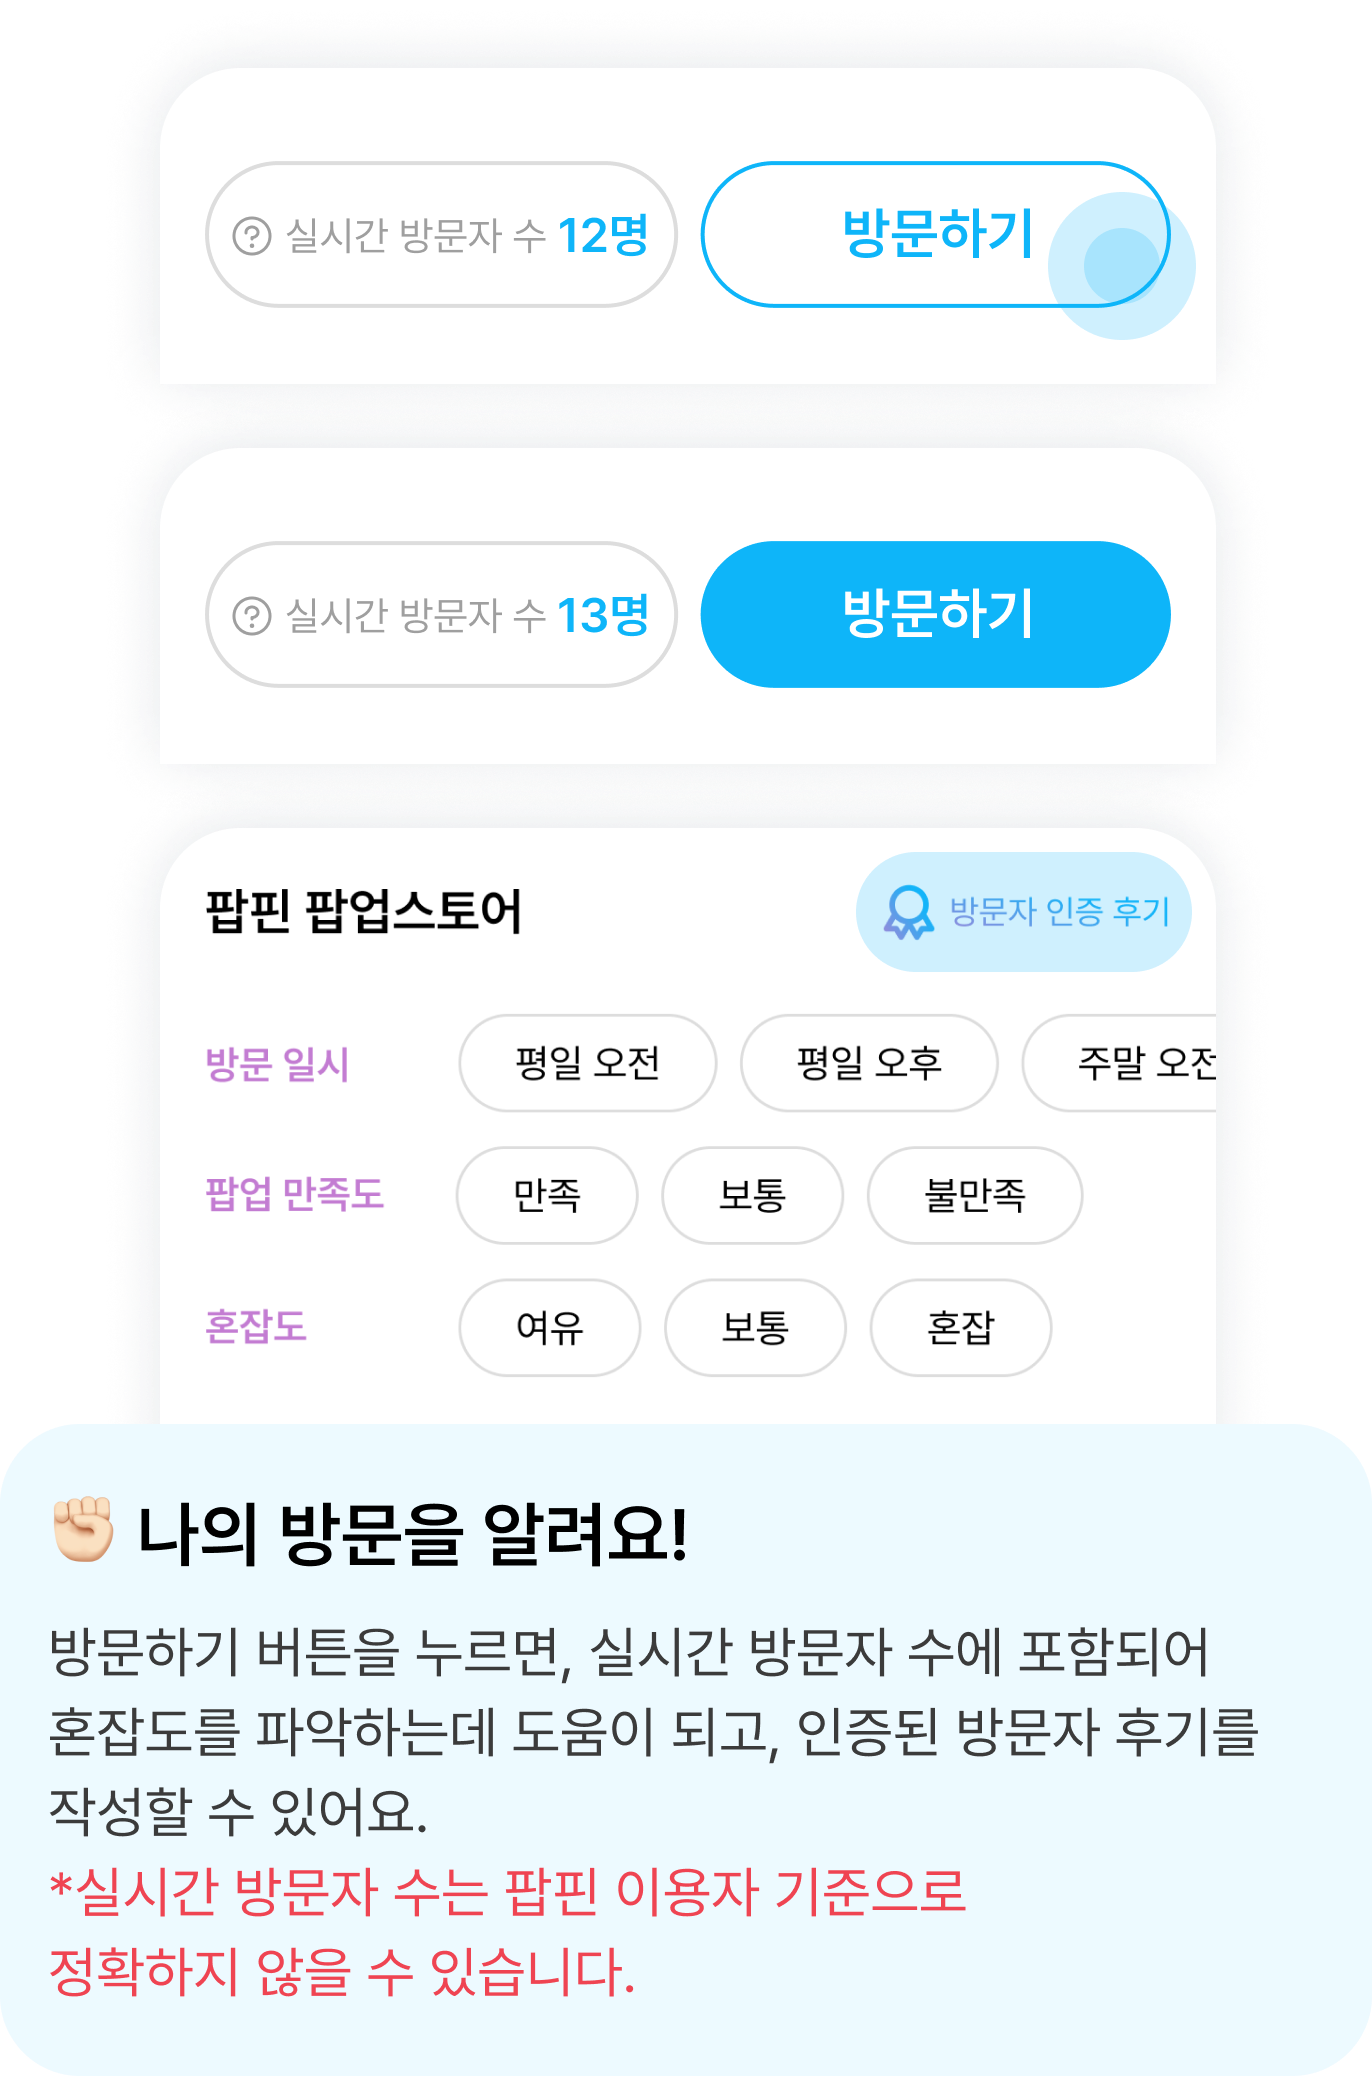 실시간 방문자 수 12명 방문하기
실시간 방문자 수 13명 방문하기
팝핀 팝업스토어 방문자 인증 후기
방문 일시 평일 오전 평일 오후 주말 오전
팝업 만족도 만족 보통 불만족
혼잡도 여유 보통 혼잡
✊🏻 나의 방문을 알려요!
방문하기 버튼을 누르면, 실시간 방문자 수에 포함되어
혼잡도를 파악하는데 도움이 되고, 인증된 방문자 후기를
작성할 수 있어요.
*실시간 방문자 수는 팝핀 이용자 기준으로
정확하지 않을 수 있습니다.